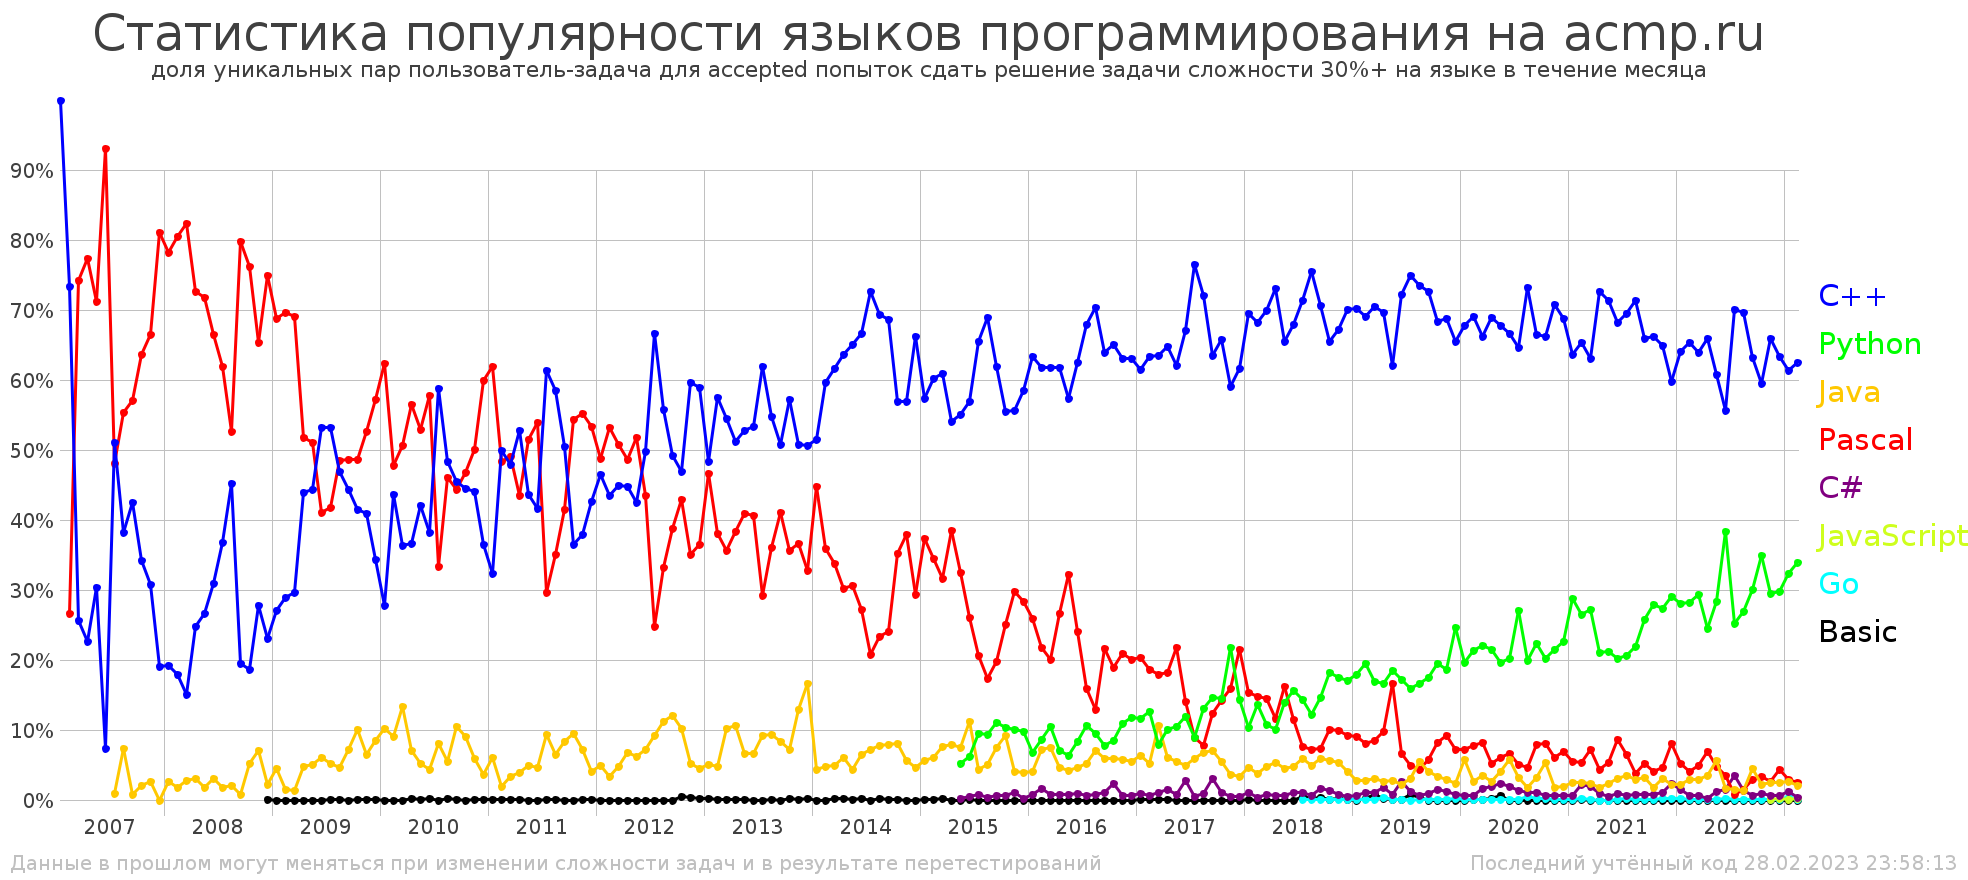 Статистика популярности языков программирования на acmp.ru
доля уникальных пар пользователь-задача для accepted попыток сдать решение задачи сложности 30%+ на языке в течение месяца
90%
80%
70%
60%
50%
40%
30%
20%
10%
0%
2007 2008 2009 2010 2011 2012 2013 2014 2015 2016 2017 2018 2019 2020 2021 2022
C++
Python
Java
Pascal
C#
JavaScript
Go
Basic
Данные в прошлом могут меняться при изменении сложности задач и в результате перетестирований
Последний учтённый код 28.02.2023 23:58:13